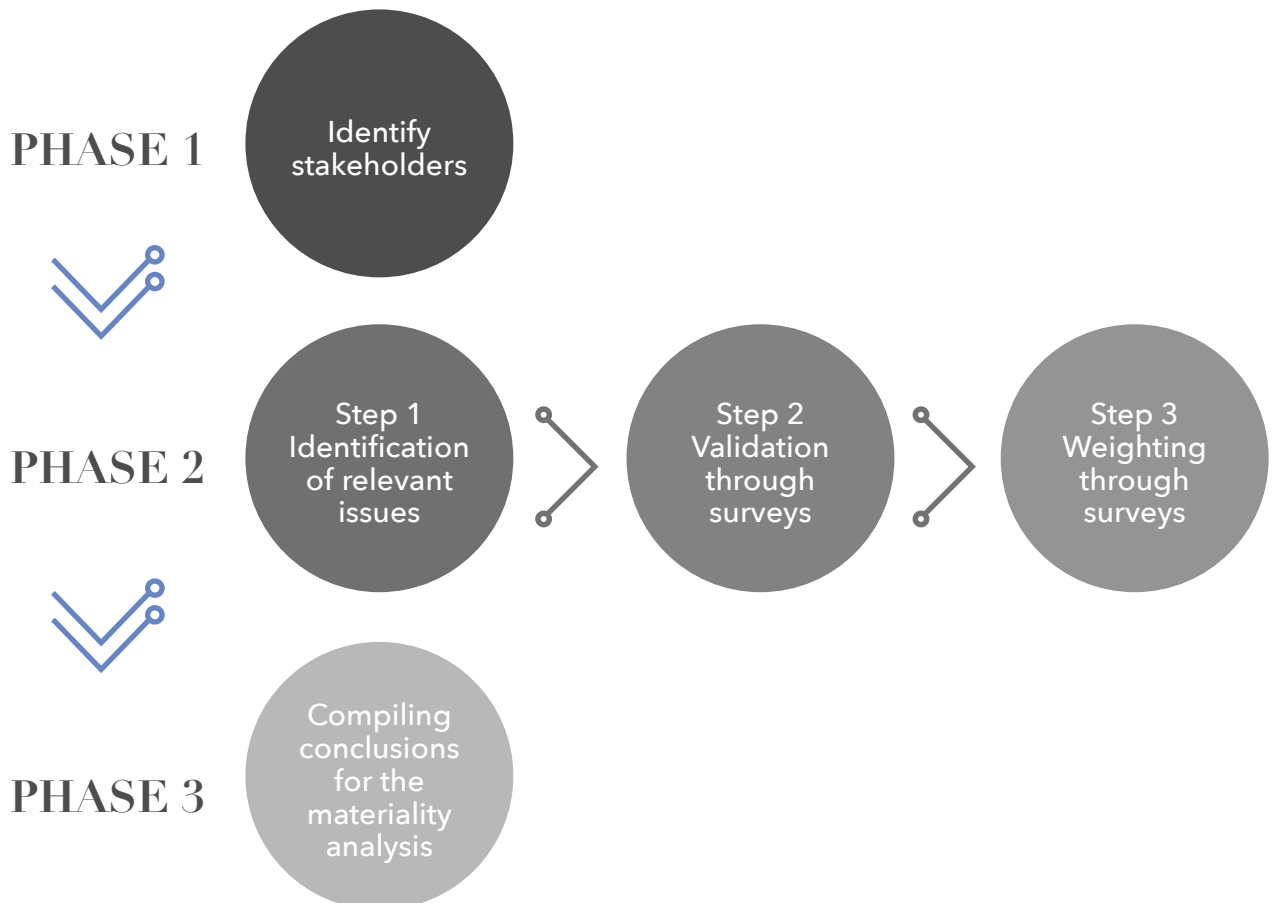 PHASE 1
Identify
stakeholders
PHASE 2
Step 1
Identification
of relevant
issues
Step 2
Validation
through
surveys
Step 3
Weighting
through
surveys
PHASE 3
Compiling
conclusions
for the
materiality
analysis